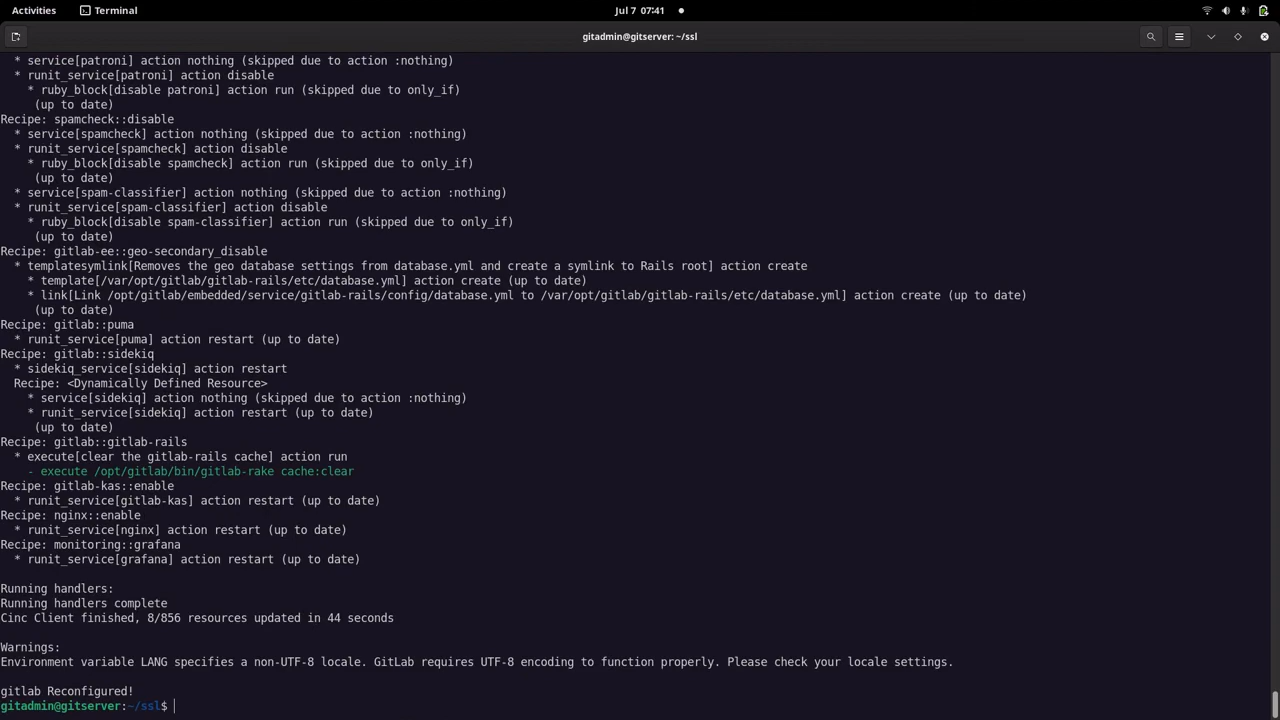 Activities
Terminal
Jul 7 07:41
gitadmin@gitserver: ~/ssl
* service[patroni] action nothing (skipped due to action :nothing)
* runit_service[patroni] action disable
* ruby_block[disable patroni] action run (skipped due to only_if)
(up to date)
Recipe: spamcheck::disable
* service[spamcheck] action nothing (skipped due to action :nothing)
* runit_service[spamcheck] action disable
* ruby_block[disable spamcheck] action run (skipped due to only_if)
(up to date)
* service[spam-classifier] action nothing (skipped due to action :nothing)
* runit_service[spam-classifier] action disable
* ruby_block[disable spam-classifier] action run (skipped due to only_if)
(up to date)
Recipe: gitlab-ee::geo-secondary_disable
* templatesymlink[Removes the geo database settings from database.yml and create a symlink to Rails root] action create
* template[/var/opt/gitlab/gitlab-rails/etc/database.yml] action create (up to date)
* link[Link /opt/gitlab/embedded/service/gitlab-rails/config/database.yml to /var/opt/gitlab/gitlab-rails/etc/database.yml] action create (up to date)
(up to date)
Recipe: gitlab::puma
* runit_service[puma] action restart (up to date)
Recipe: gitlab::sidekiq
* sidekiq_service[sidekiq] action restart
Recipe: <Dynamically Defined Resource>
* service[sidekiq] action nothing (skipped due to action :nothing)
* runit_service[sidekiq] action restart (up to date)
(up to date)
Recipe: gitlab::gitlab-rails
* execute[clear the gitlab-rails cache] action run
- execute /opt/gitlab/bin/gitlab-rake cache:clear
Recipe: gitlab-kas::enable
* runit_service[gitlab-kas] action restart (up to date)
Recipe: nginx::enable
* runit_service[nginx] action restart (up to date)
Recipe: monitoring::grafana
* runit_service[grafana] action restart (up to date)
Running handlers:
Running handlers complete
Cinc Client finished, 8/856 resources updated in 44 seconds
Warnings:
Environment variable LANG specifies a non-UTF-8 locale. GitLab requires UTF-8 encoding to function properly. Please check your locale settings.
gitlab Reconfigured!
gitadmin@gitserver:~/ssl$